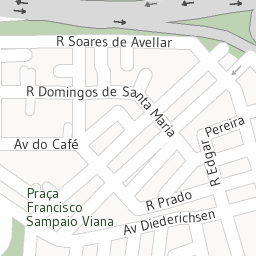 R Soares de Avellar
R Domingos de Santa Maria
Pereira
R Edgar
Av do Café
Praça
Francisco
Sampaio Viana
R Prado
Av Diederichsen